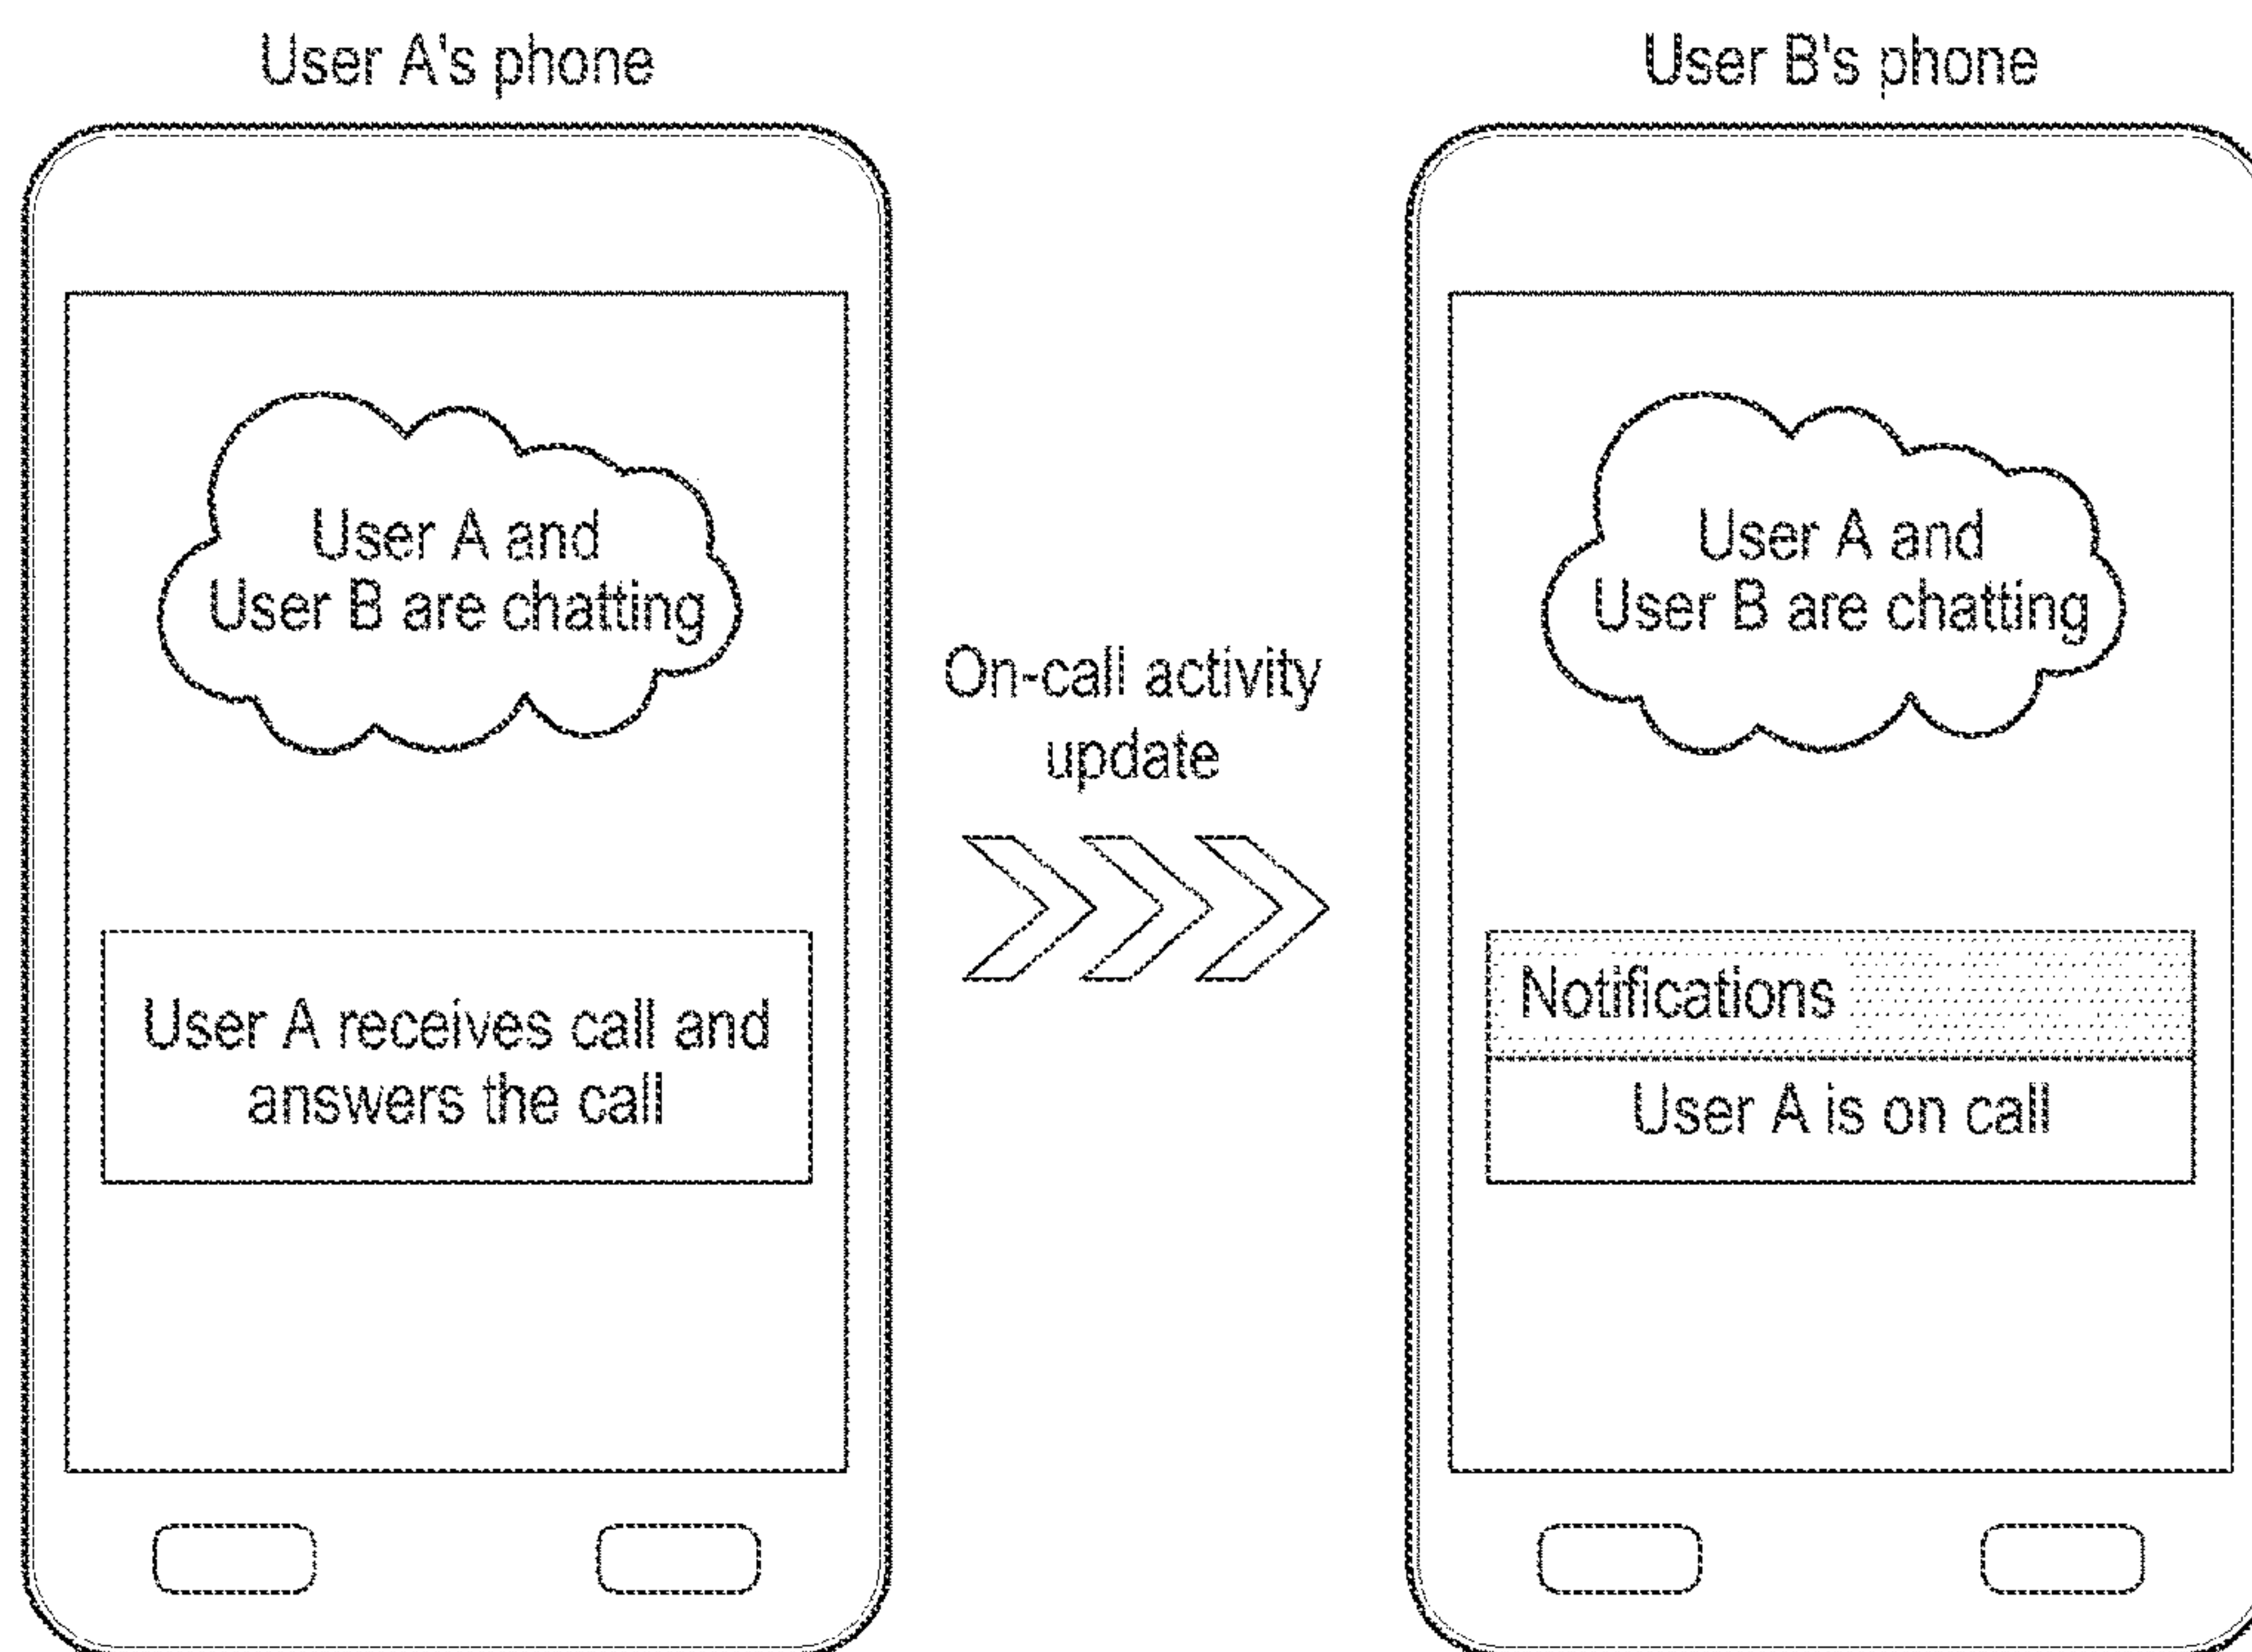 User A's phone
User A and
User B are chatting
User A receives call and
answers the call
On-call activity
update
User B's phone
User A and
User B are chatting
Notifications
User A is on call